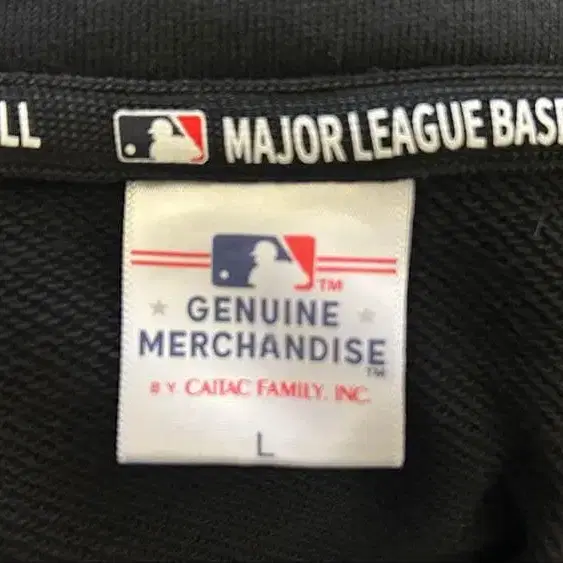 LL MAJOR LEAGUE BASE
TM
GENUINE
MERCHANDISE
TM
BY CAITAC FAMILY, INC.
L